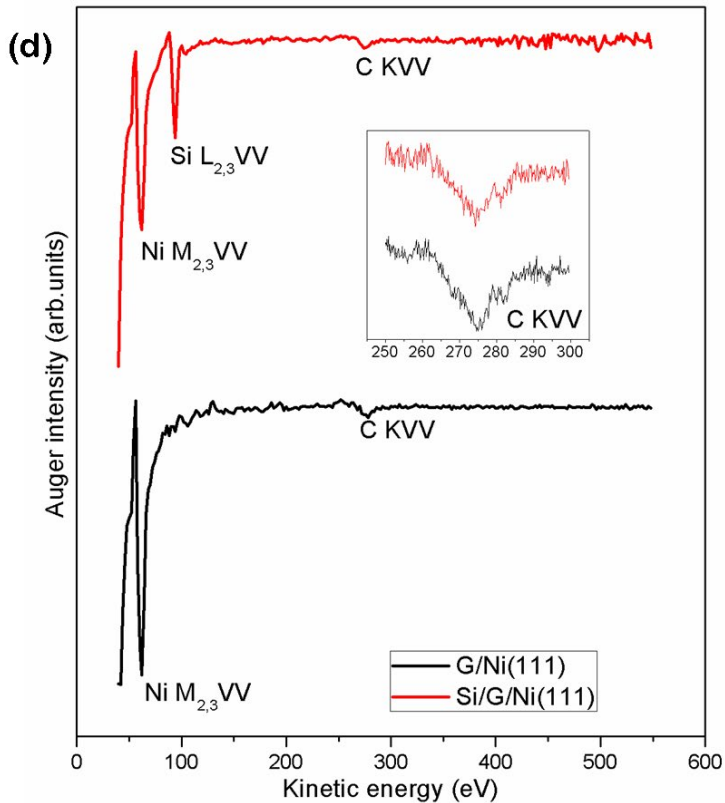 (d)
C KVV
Si L2,3VV
Ni M2,3VV
C KVV
250 260 270 280 290 300
C KVV
Ni M2,3VV
G/Ni(111)
Si/G/Ni(111)
Auger intensity (arb.units)
0 100 200 300 400 500 600
Kinetic energy (eV)